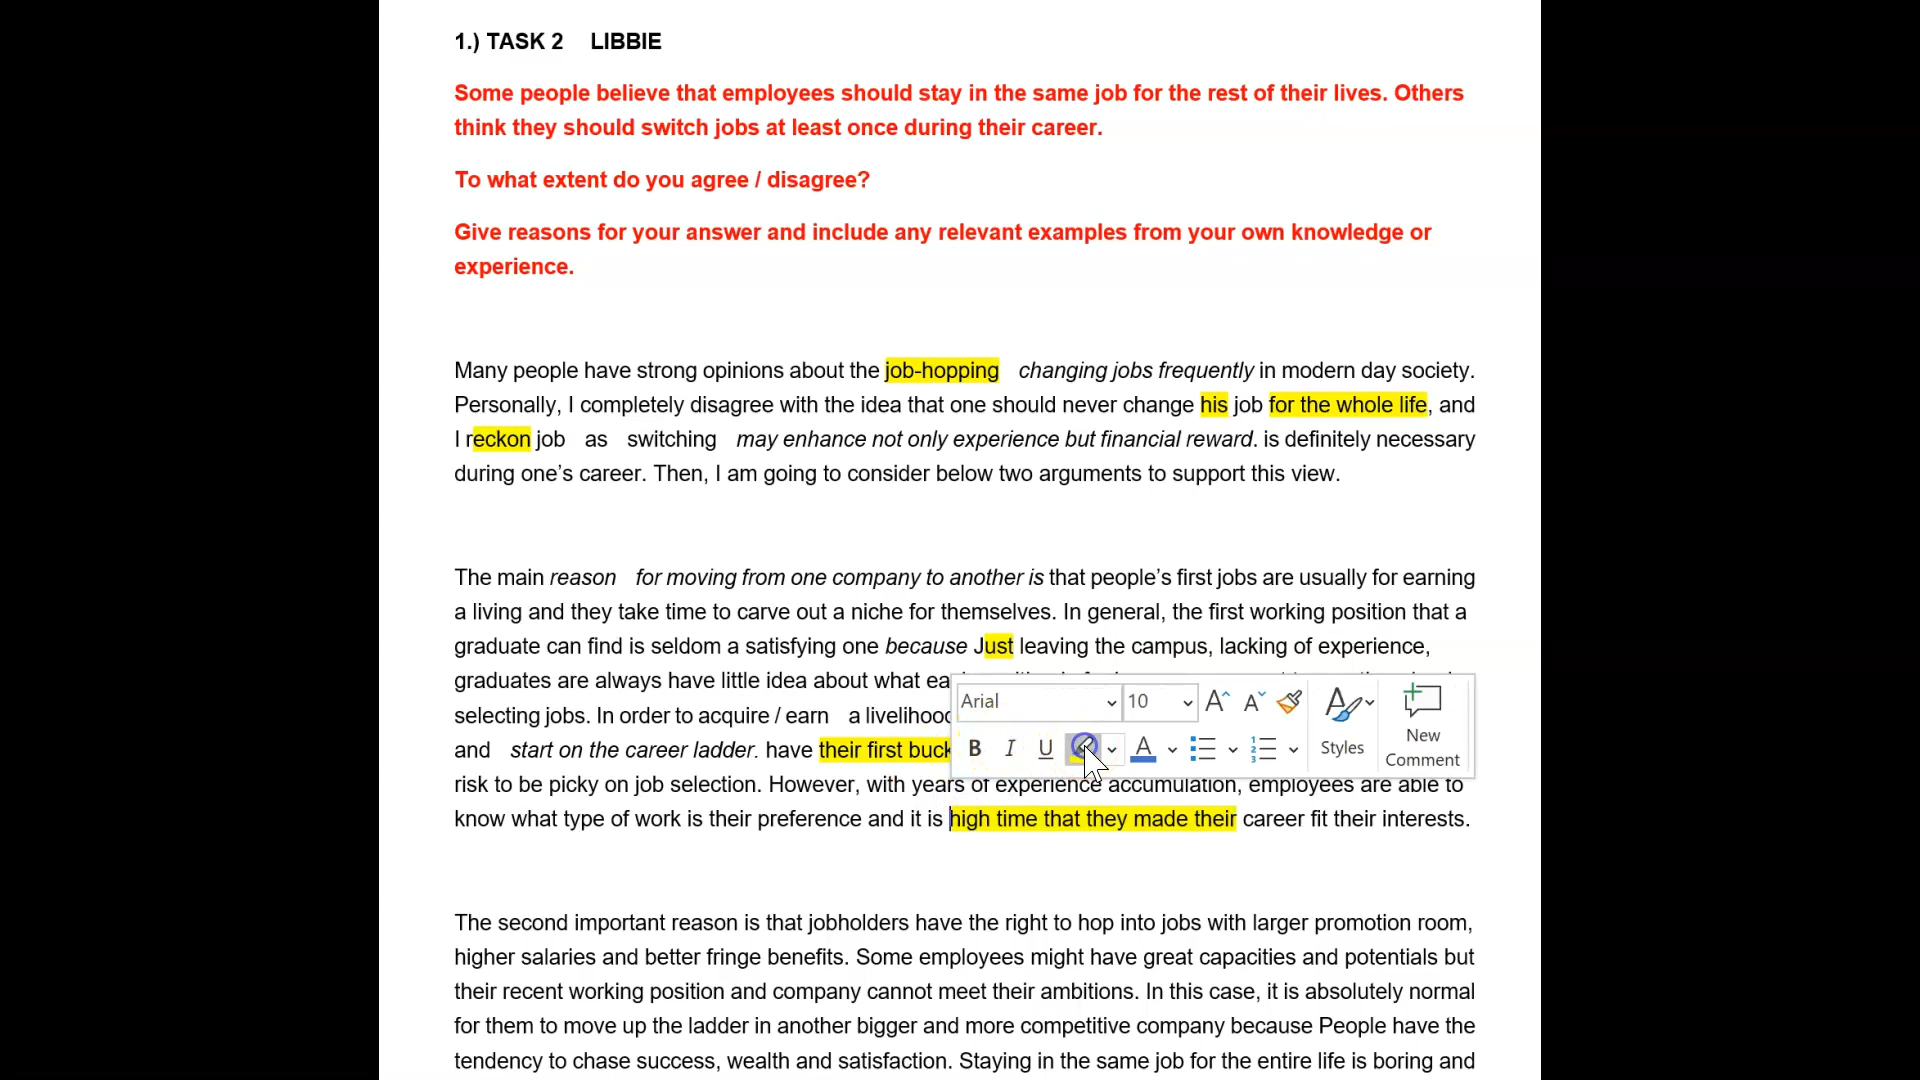 1.) TASK 2 LIBBIE
Some people believe that employees should stay in the same job for the rest of their lives. Others
think they should switch jobs at least once during their career.
To what extent do you agree / disagree?
Give reasons for your answer and include any relevant examples from your own knowledge or
experience.
Many people have strong opinions about the job-hopping changing jobs frequently in modern day society.
Personally, I completely disagree with the idea that one should never change his job for the whole life, and
I reckon job as switching may enhance not only experience but financial reward. is definitely necessary
during one's career. Then, I am going to consider below two arguments to support this view.
The main reason for moving from one company to another is that people's first jobs are usually for earning
a living and they take time to carve out a niche for themselves. In general, the first working position that a
graduate can find is seldom a satisfying one because Just leaving the campus, lacking of experience,
graduates are always have little idea about what
selecting jobs. In order to acquire / earn a
and start on the career ladder. have their first
Arial 10
B I U A Styles New Comment
risk to be picky on job selection. However, with years of experience accumulation, employees are able to
know what type of work is their preference and it is high time that they made their career fit their interests.
The second important reason is that jobholders have the right to hop into jobs with larger promotion room,
higher salaries and better fringe benefits. Some employees might have great capacities and potentials but
their recent working position and company cannot meet their ambitions. In this case, it is absolutely normal
for them to move up the ladder in another bigger and more competitive company because People have the
tendency to chase success, wealth and satisfaction. Staying in the same job for the entire life is boring and